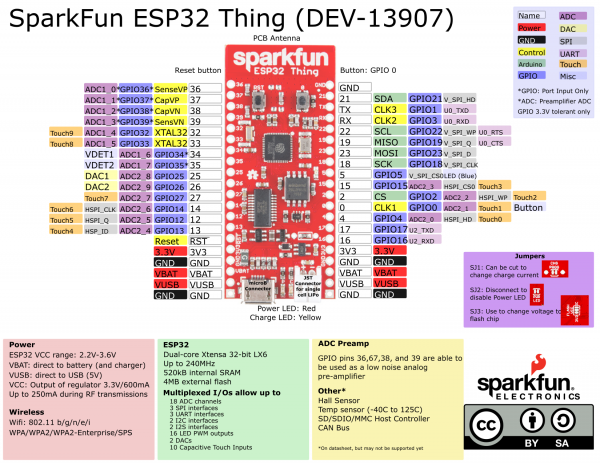 SparkFun ESP32 Thing (DEV-13907)
PCB Antenna
Name ADC
Power DAC
GND SPI
Control UART
Arduino Touch
GPIO Misc
*GPIO: Port Input Only
*ADC: Preamplifier ADC
GPIO 3.3V tolerant only
Reset button
Button: GPIO 0
sparkfun
ESP32 Thing
ADC1_0* GPIO36* SensVP 36
ADC1_1* GPIO37* CapVP 37
ADC1_2* GPIO38* CapVN 38
ADC1_3* GPIO39* SensVN 39
Touch9 ADC1_4 GPIO32 XTAL32 32
Touch8 ADC1_5 GPIO33 XTAL32 33
VDET1 ADC1_6 GPIO34* 34
VDET2 ADC1_7 GPIO35* 35
DAC1 ADC2_8 GPIO25 25
DAC2 ADC2_9 GPIO26 26
Touch7 ADC2_7 GPIO27 27
Touch6 HSPI_CLK ADC2_6 GPIO14 14
Touch5 HSPI_Q ADC2_5 GPIO12 12
Touch4 HSP_ID ADC2_4 GPIO13 13
Reset RST
3.3V 3V3
GND GND
VBAT VBAT
VUSB VUSB
GND GND
GND
21 SDA GPIO21 V_SPI_HD
TX CLK3 GPIO1 U0_TXD
RX CLK2 GPIO3 U0_RXD
22 SCL GPIO22 V_SPI_WP U0_RTS
19 MISO GPIO19 V_SPI_Q U0_CTS
23 MOSI GPIO23 V_SPI_D
18 SCK GPIO18 V_SPI_CLK
5 GPIO5 V_SPI_CS0 LED (Blue)
15 GPIO15 ADC2_3 HSPI_CS0 Touch3
2 CS GPIO2 ADC2_2 HSPI_WP Touch2
0 CLK1 GPIO0 ADC2_1 Touch1 Button
4 GPIO4 ADC2_0 HSPI_HD Touch0
17 GPIO17 U2_TXD
16 GPIO16 U2_RXD
3V3 3.3V
GND GND
VBAT VBAT
VUSB VUSB
GND GND
microB
Connector
JST
Connector
for single
cell LiPo
Power LED: Red
Charge LED: Yellow
Jumpers
SJ1: Can be cut to
change charge current
SJ2: Disconnect to
disable Power LED
SJ3: Use to change voltage to
flash chip
Power
ESP32 VCC range: 2.2V-3.6V
VBAT: direct to battery (and charger)
VUSB: direct to USB (5V)
VCC: Output of regulator 3.3V/600mA
Up to 250mA during RF transmissions
Wireless
Wifi: 802.11 b/g/n/e/i
WPA/WPA2/WPA2-Enterprise/SPS
ESP32
Dual-core Xtensa 32-bit LX6
Up to 240MHz
520kB internal SRAM
4MB external flash
Multiplexed I/Os allow up to
18 ADC channels
3 SPI interfaces
3 UART interfaces
2 I2C interfaces
2 I2S interfaces
16 LED PWM outputs
2 DACs
10 Capacitive Touch Inputs
ADC Preamp
GPIO pins 36,67,38, and 39 are able to
be used as a low noise analog
pre-amplifier
Other*
Hall Sensor
Temp sensor (-40C to 125C)
SD/SDIO/MMC Host Controller
CAN Bus
*On datasheet, but may not be supported yet
sparkfun
ELECTRONICS
cc
BY SA